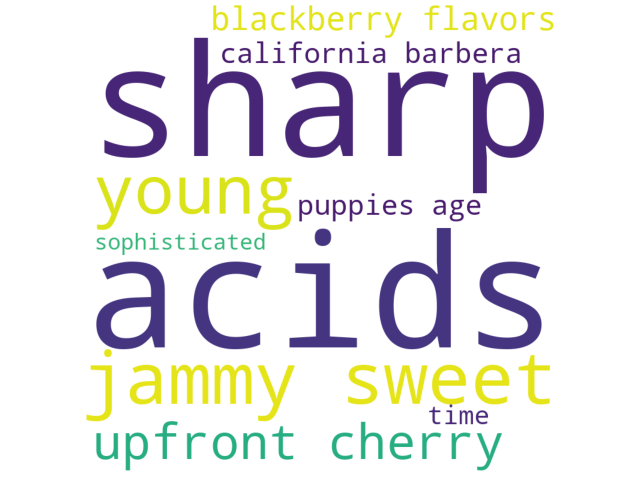 blackberry flavors
california barbera
sharp
young
puppies age
sophisticated
acids
jammy sweet
time
upfront cherry